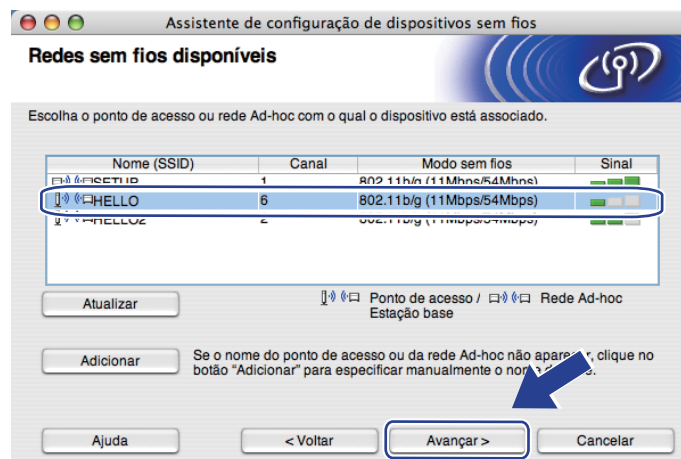 Assistente de configuração de dispositivos sem fios
Redes sem fios disponíveis
Escolha o ponto de acesso ou rede Ad-hoc com o qual o dispositivo está associado.
Nome (SSID) Canal Modo sem fios Sinal
SETUP 1 802.11b/g (11Mbps/54Mbps)
HELLO 6 802.11b/g (11Mbps/54Mbps)
HELLO2 2 802.11b/g (11Mbps/54Mbps)
Atualizar
Ponto de acesso / Rede Ad-hoc
Estação base
Adicionar
Se o nome do ponto de acesso ou da rede Ad-hoc não aparecer, clique no
botão "Adicionar" para especificar manualmente o nome
Ajuda < Voltar Avançar > Cancelar